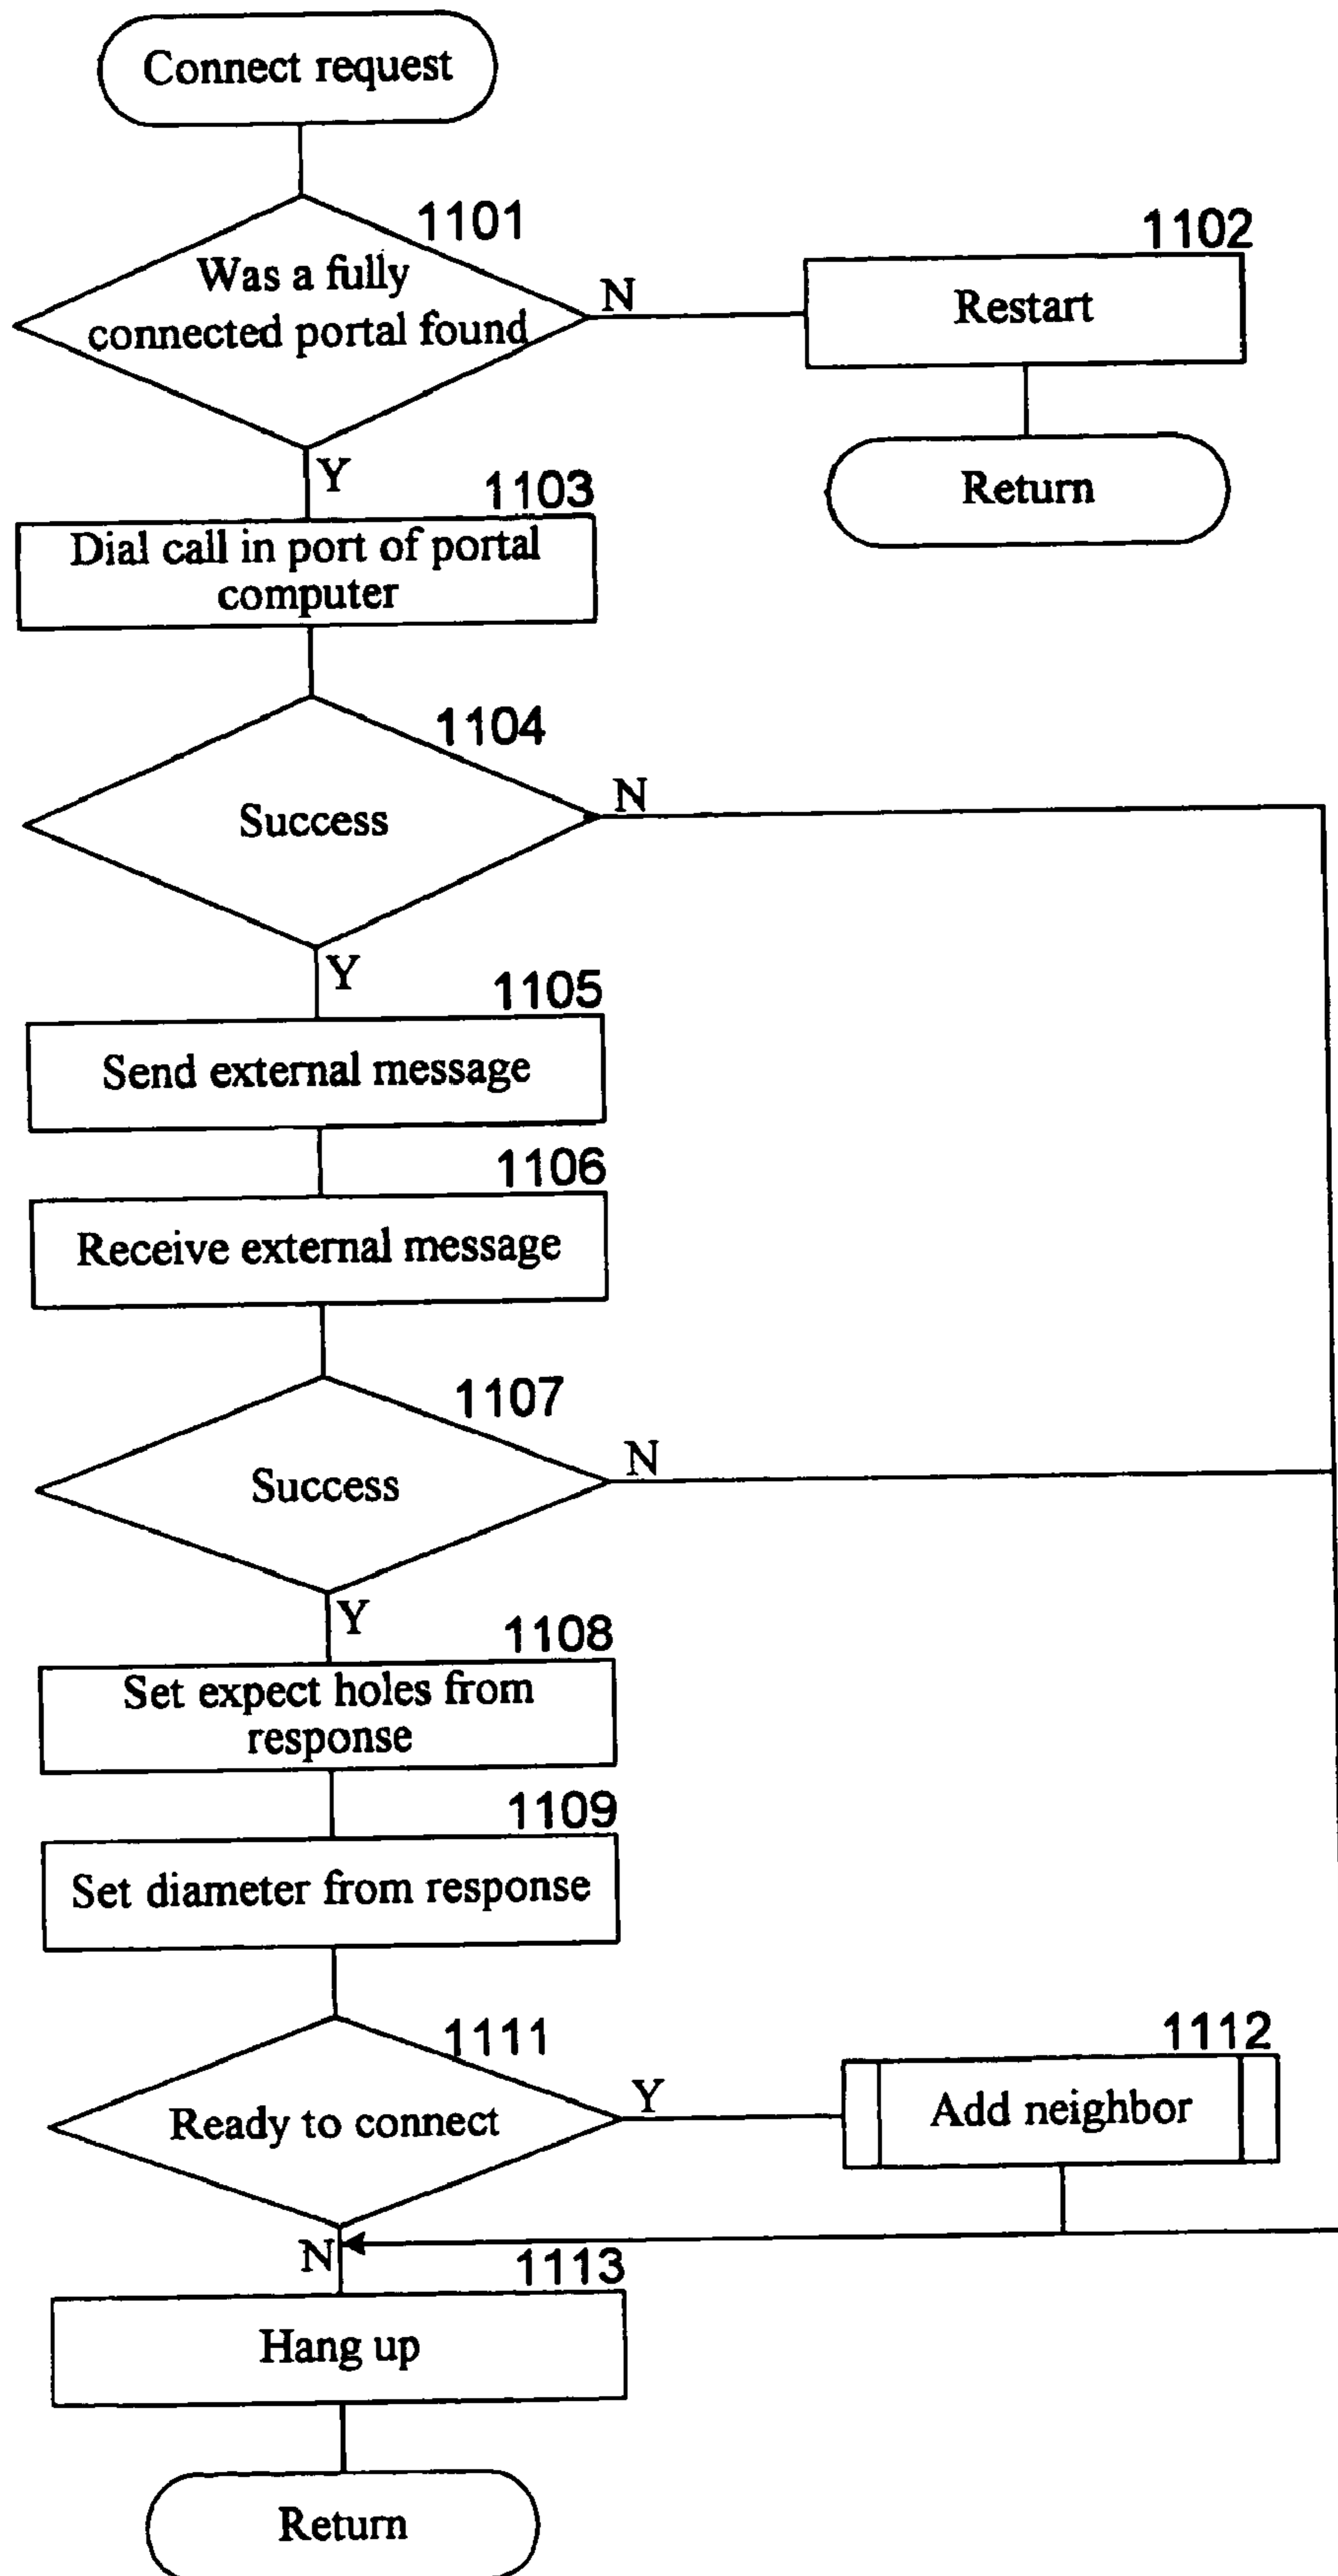 Connect request
1101
Was a fully
connected portal found
N
1102
Restart
Return
Y
1103
Dial call in port of portal
computer
1104
Success
N
Y
1105
Send external message
1106
Receive external message
1107
Success
N
Y
1108
Set expect holes from
response
1109
Set diameter from response
1111
Ready to connect
Y
1112
Add neighbor
N
1113
Hang up
Return